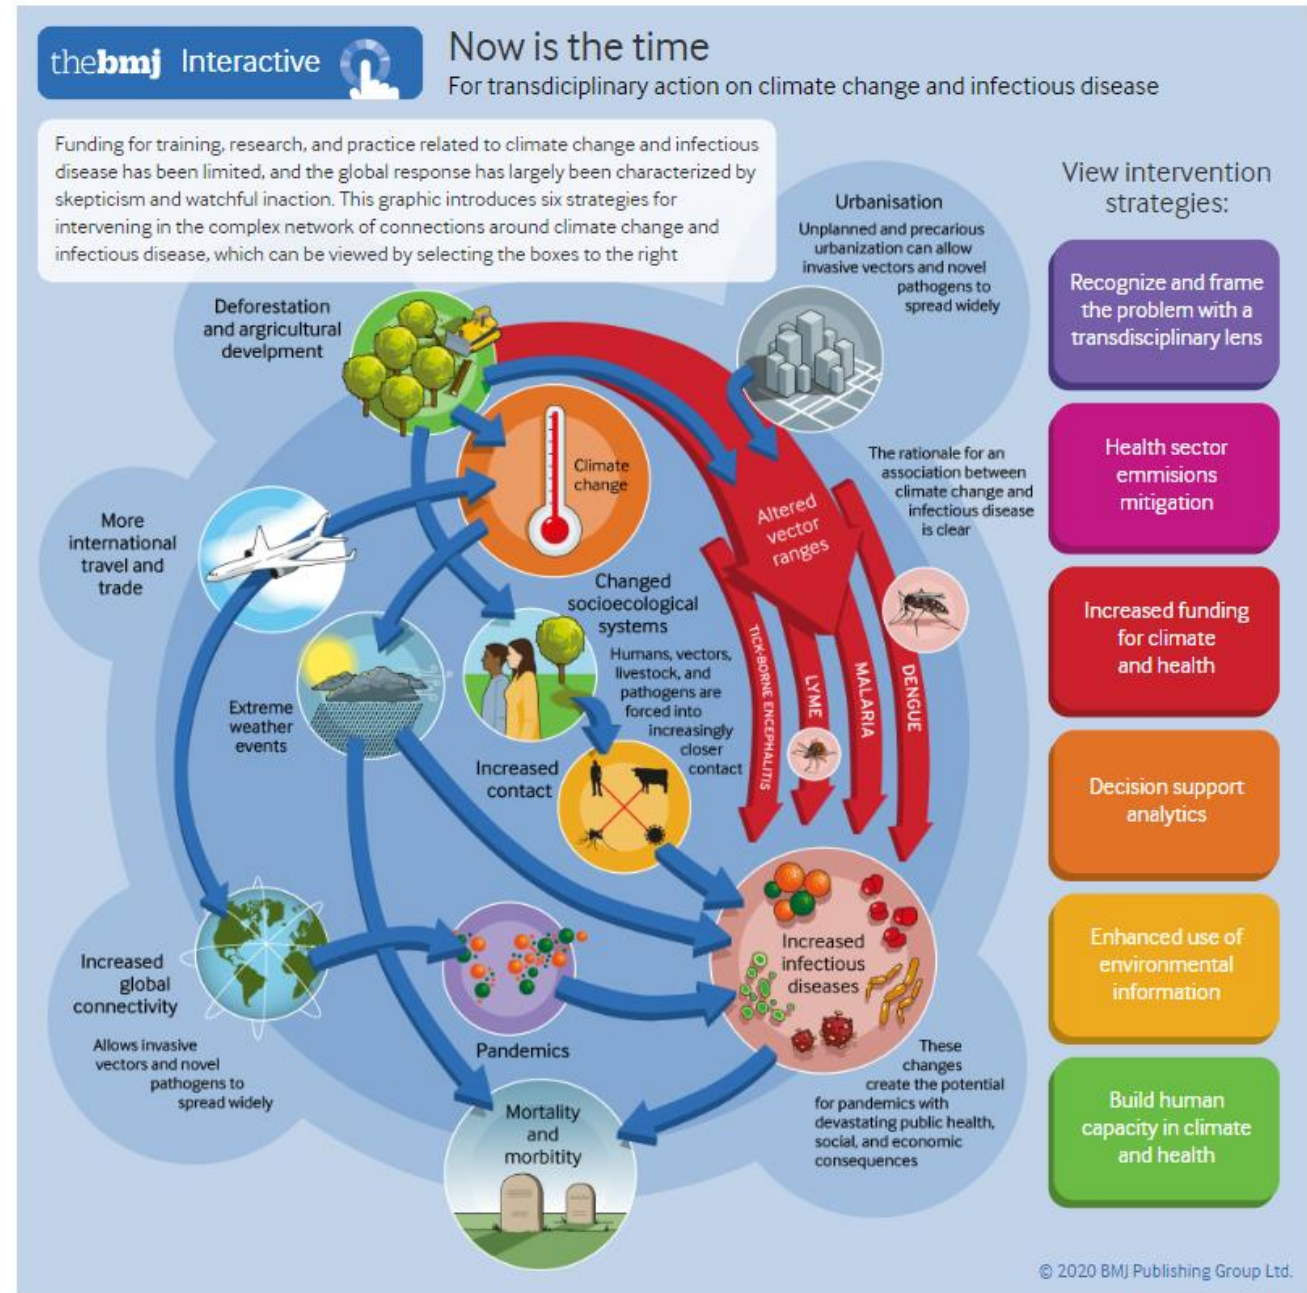 thebmj Interactive
Now is the time
For transdiciplinary action on climate change and infectious disease
Funding for training, research, and practice related to climate change and infectious
disease has been limited, and the global response has largely been characterized by
skepticism and watchful inaction. This graphic introduces six strategies for
intervening in the complex network of connections around climate change and
infectious disease, which can be viewed by selecting the boxes to the right
Urbanisation
Unplanned and precarious
urbanization can allow
invasive vectors and novel
pathogens to
spread widely
Deforestation
and argricultural
develpment
Climate
change
The rationale for an
association between
climate change and
infectious disease
is clear
Altered
vector
ranges
More
international
travel and
trade
Changed
socioecological
systems
Humans, vectors,
livestock, and
pathogens are
forced into
increasingly
closer
contact
TICK-BORNE ENCEPHALITIS
LYME
MALARIA
DENGUE
Extreme
weather
events
Increased
contact
Increased
infectious
diseases
Increased
global
connectivity
Allows invasive
vectors and novel
pathogens to
spread widely
Pandemics
These
changes
create the potential
for pandemics with
devastating public health,
social, and economic
consequences
Mortality
and
morbitity
View intervention
strategies:
Recognize and frame
the problem with a
transdisciplinary lens
Health sector
emmisions
mitigation
Increased funding
for climate
and health
Decision support
analytics
Enhanced use of
environmental
information
Build human
capacity in climate
and health
© 2020 BMJ Publishing Group Ltd.